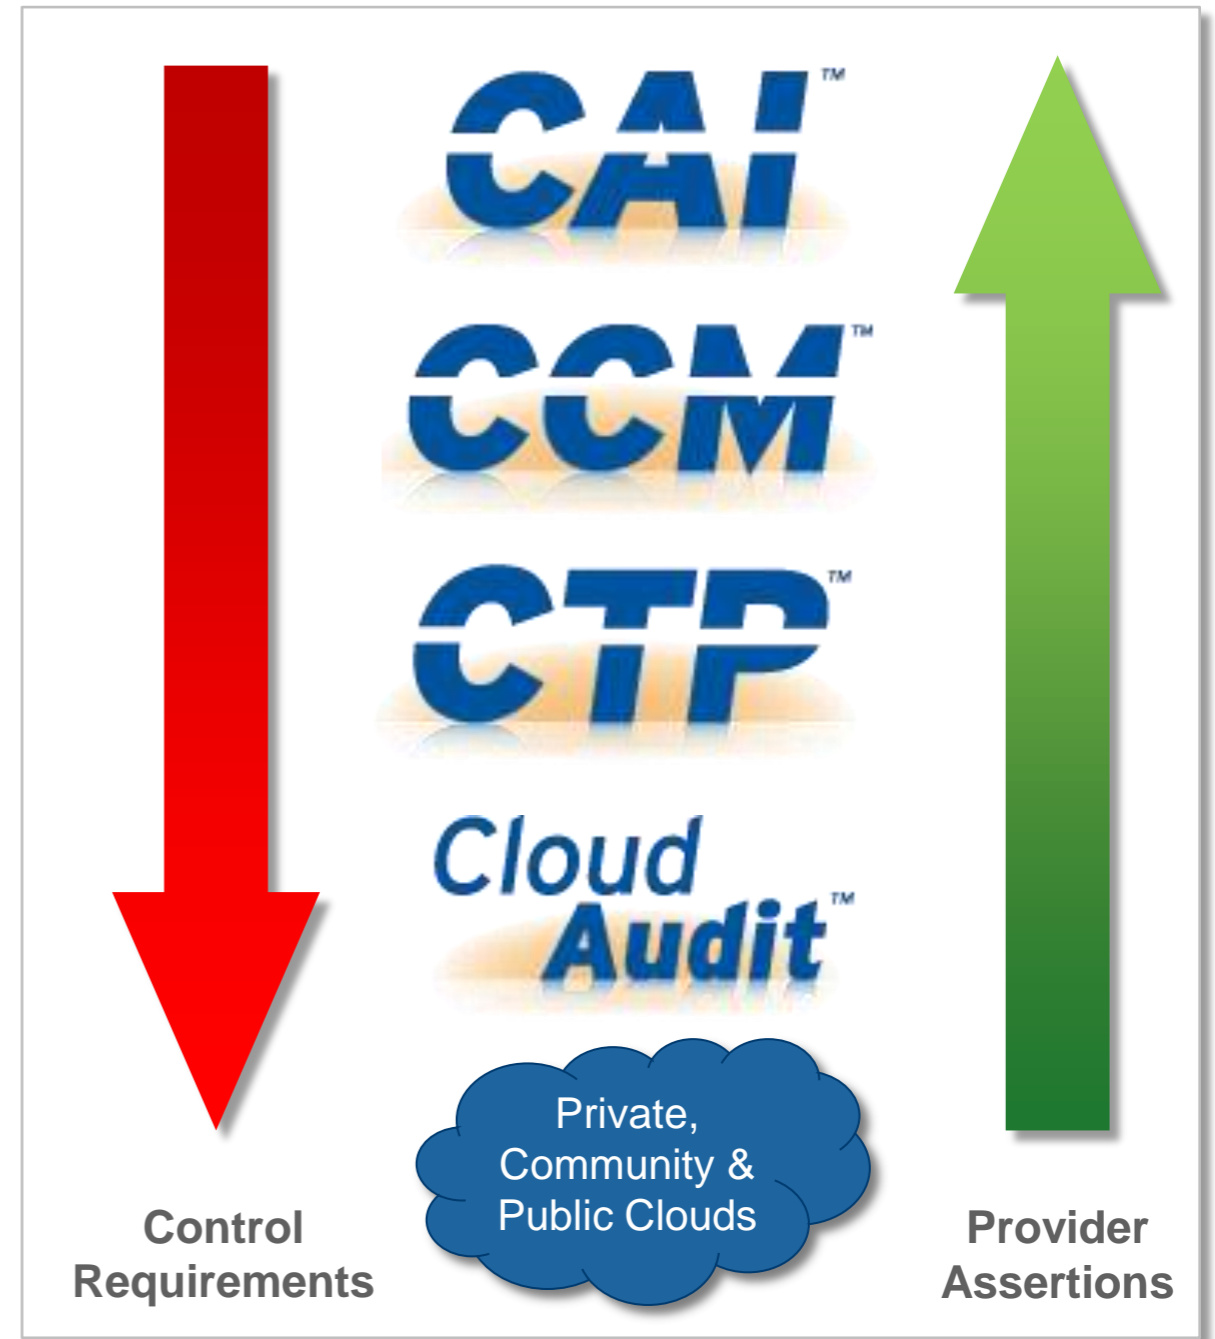 CAI™
CCM™
CTP™
Cloud
Audit™
Private,
Community &
Public Clouds
Control
Requirements
Provider
Assertions